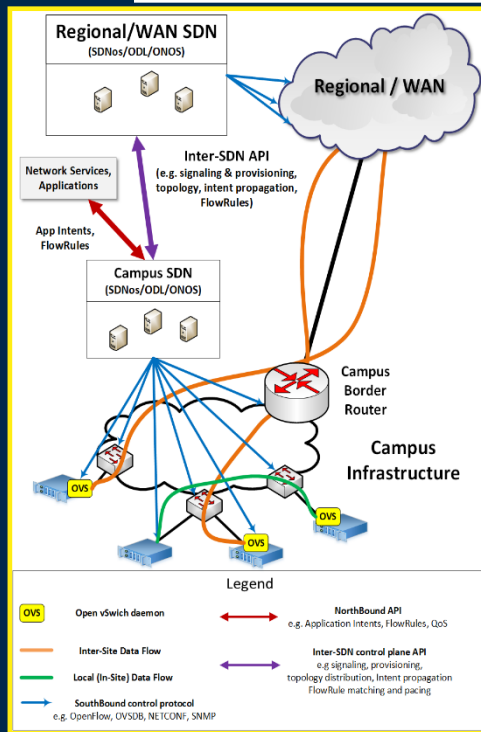 Regional/WAN SDN
(SDNos/ODL/ONOS)
Regional / WAN
Inter-SDN API
(e.g. signaling & provisioning,
topology, intent propagation,
FlowRules)
Network Services,
Applications
App Intents,
FlowRules
Campus SDN
(SDNos/ODL/ONOS)
Campus
Border
Router
Campus
Infrastructure
OVS
OVS
OVS
Legend
OVS
Open vSwich daemon
Inter-Site Data Flow
Local (In-Site) Data Flow
SouthBound control protocol
e.g. OpenFlow, OVSDB, NETCONF, SNMP
NorthBound API
e.g. Application Intents, FlowRules, QoS
Inter-SDN control plane API
e.g signaling, provisioning,
topology distribution, Intent propagation
FlowRule matching and pacing